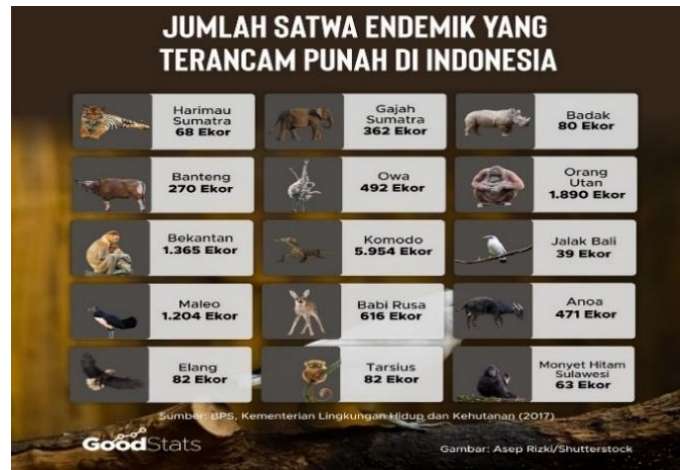 JUMLAH SATWA ENDEMIK YANG
TERANCAM PUNAH DI INDONESIA
Harimau
Sumatra
68 Ekor
Gajah
Sumatra
362 Ekor
Badak
80 Ekor
Banteng
270 Ekor
Owa
492 Ekor
Orang
Utan
1.890 Ekor
Bekantan
1.365 Ekor
Komodo
5.954 Ekor
Jalak Bali
39 Ekor
Maleo
1.204 Ekor
Babi Rusa
616 Ekor
Anoa
471 Ekor
Elang
82 Ekor
Tarsius
82 Ekor
Monyet Hitam
Sulawesi
63 Ekor
Sumber: BPS, Kementerian Lingkungan Hidup dan Kehutanan (2017)
GoodStats
Gambar: Asep Rizki/Shutterstock